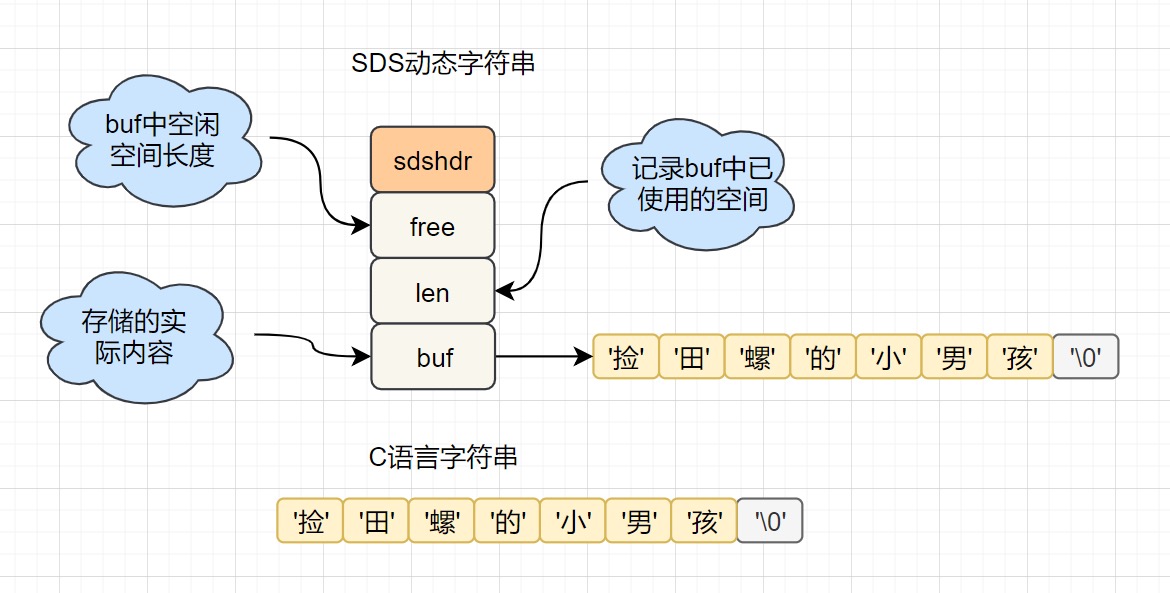 SDS动态字符串
buf中空闲
空间长度
sdshdr
记录buf中已
使用的空间
free
len
存储的实
际内容
buf
'捡' '田' '螺' '的' '小' '男' '孩' '\0'
C语言字符串
'捡' '田' '螺' '的' '小' '男' '孩' '\0'